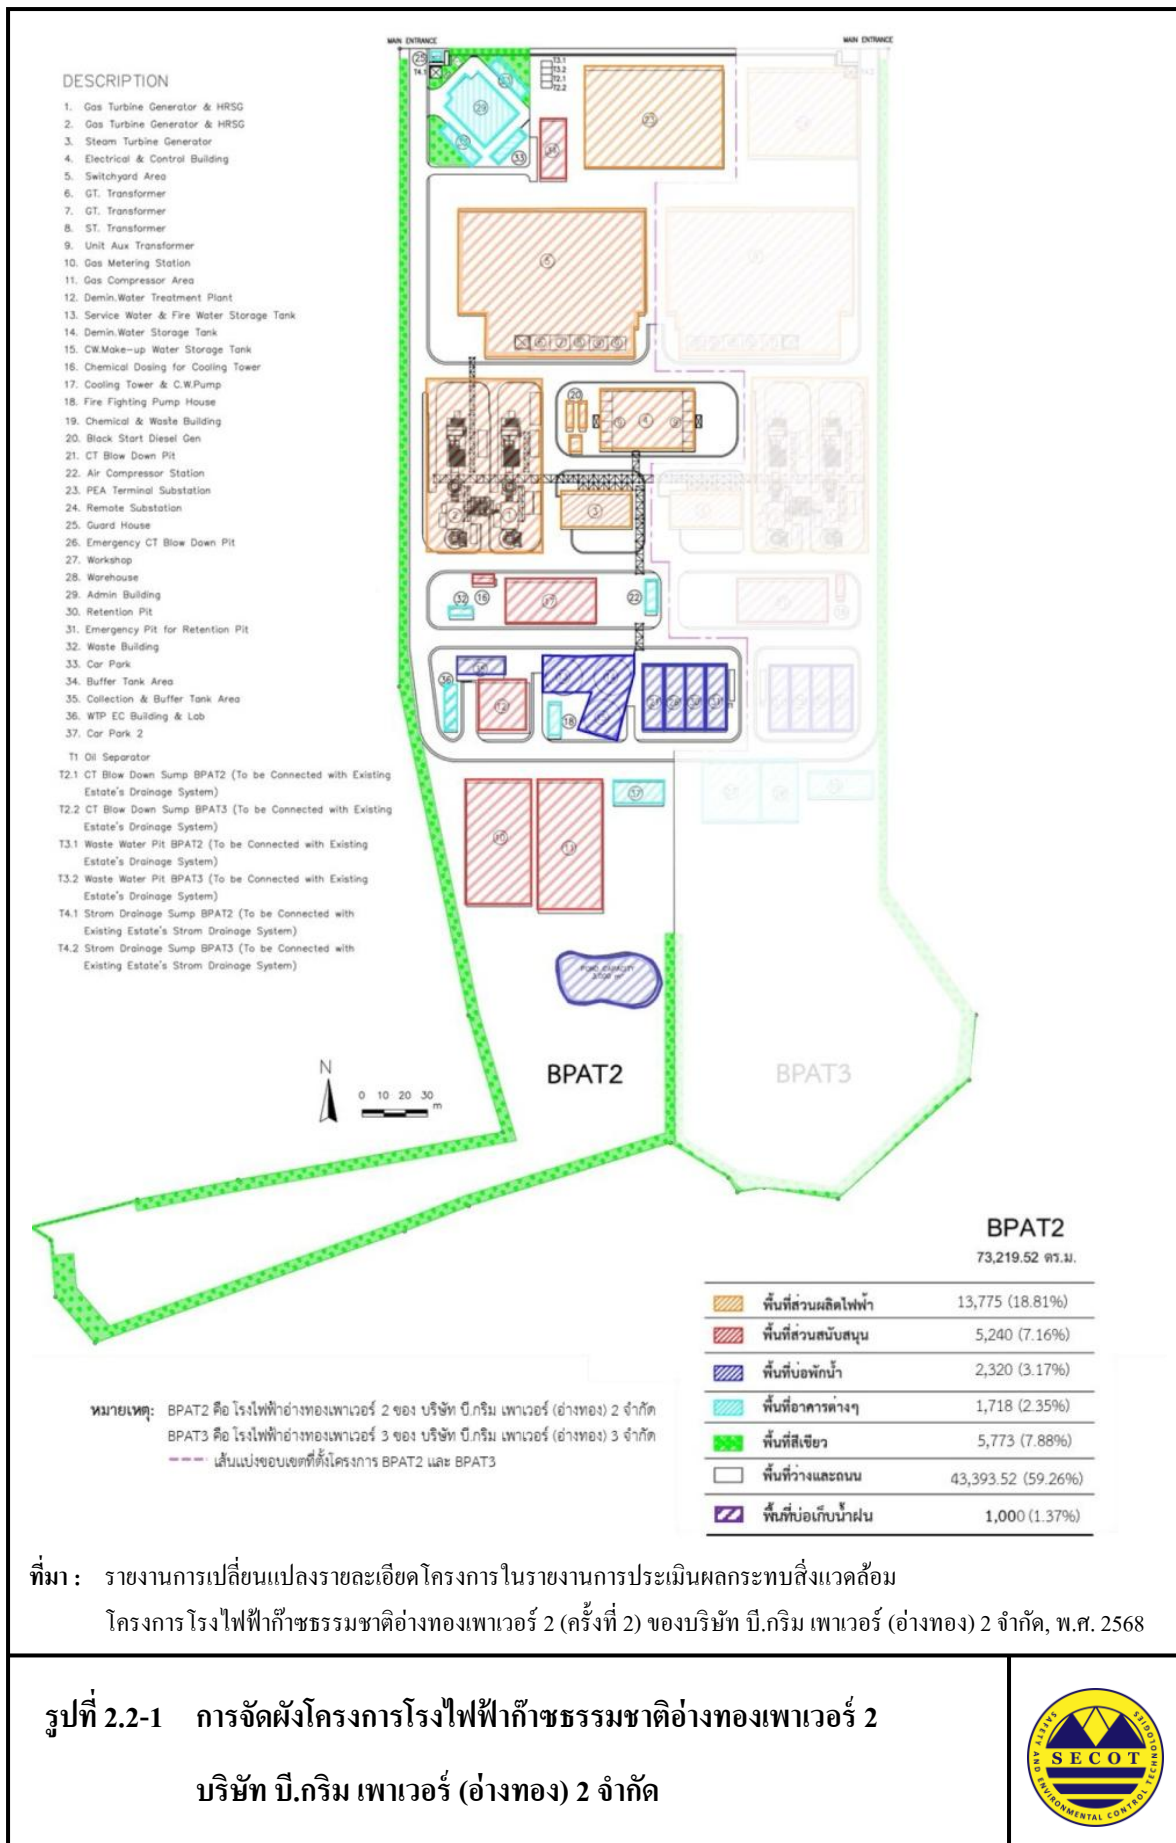 MAIN ENTRANCE
MAIN ENTRANCE
25
T4.1
T3.1
T3.2
T2.1
T2.2
DESCRIPTION
1. Gas Turbine Generator & HRSG
2. Gas Turbine Generator & HRSG
3. Steam Turbine Generator
4. Electrical & Control Building
5. Switchyard Area
6. GT. Transformer
7. GT. Transformer
8. ST. Transformer
9. Unit Aux Transformer
10. Gas Metering Station
11. Gas Compressor Area
12. Demin.Water Treatment Plant
13. Service Water & Fire Water Storage Tank
14. Demin.Water Storage Tank
15. CW.Make-up Water Storage Tank
16. Chemical Dosing for Cooling Tower
17. Cooling Tower & C.W.Pump
18. Fire Fighting Pump House
19. Chemical & Waste Building
20. Black Start Diesel Gen
21. CT Blow Down Pit
22. Air Compressor Station
23. PEA Terminal Substation
24. Remote Substation
25. Guard House
26. Emergency CT Blow Down Pit
27. Workshop
28. Warehouse
29. Admin Building
30. Retention Pit
31. Emergency Pit for Retention Pit
32. Waste Building
33. Car Park
34. Buffer Tank Area
35. Collection & Buffer Tank Area
36. WTP EC Building & Lab
37. Car Park 2
T1 Oil Separator
T2.1 CT Blow Down Sump BPAT2 (To be Connected with Existing
Estate's Drainage System)
T2.2 CT Blow Down Sump BPAT3 (To be Connected with Existing
Estate's Drainage System)
T3.1 Waste Water Pit BPAT2 (To be Connected with Existing
Estate's Drainage System)
T3.2 Waste Water Pit BPAT3 (To be Connected with Existing
Estate's Drainage System)
T4.1 Strom Drainage Sump BPAT2 (To be Connected with
Existing Estate's Strom Drainage System)
T4.2 Strom Drainage Sump BPAT3 (To be Connected with
Existing Estate's Strom Drainage System)
29
33
23
5
20
4
2
1
3
32
16
17
22
36
12
18
37
POND CAPACITY
3,000 m³
BPAT2
BPAT3
N
0 10 20 30
m
BPAT2
73,219.52 ตร.ม.
พื้นที่ส่วนผลิตไฟฟ้า 13,775 (18.81%)
พื้นที่ส่วนสนับสนุน 5,240 (7.16%)
พื้นที่บ่อพักน้ำ 2,320 (3.17%)
พื้นที่อาคารต่างๆ 1,718 (2.35%)
พื้นที่สีเขียว 5,773 (7.88%)
พื้นที่ว่างและถนน 43,393.52 (59.26%)
พื้นที่บ่อเก็บน้ำฝน 1,000 (1.37%)
หมายเหตุ: BPAT2 คือ โรงไฟฟ้าอ่างทองเพาเวอร์ 2 ของ บริษัท บี.กริม เพาเวอร์ (อ่างทอง) 2 จำกัด
BPAT3 คือ โรงไฟฟ้าอ่างทองเพาเวอร์ 3 ของ บริษัท บี.กริม เพาเวอร์ (อ่างทอง) 3 จำกัด
เส้นแบ่งขอบเขตที่ตั้งโครงการ BPAT2 และ BPAT3
ที่มา : รายงานการเปลี่ยนแปลงรายละเอียดโครงการในรายงานการประเมินผลกระทบสิ่งแวดล้อม
โครงการโรงไฟฟ้าก๊าซธรรมชาติอ่างทองเพาเวอร์ 2 (ครั้งที่ 2) ของบริษัท บี.กริม เพาเวอร์ (อ่างทอง) 2 จำกัด, พ.ศ. 2568
รูปที่ 2.2-1 การจัดผังโครงการโรงไฟฟ้าก๊าซธรรมชาติอ่างทองเพาเวอร์ 2
บริษัท บี.กริม เพาเวอร์ (อ่างทอง) 2 จำกัด
SECOT
SAFETY AND ENVIRONMENTAL CONTROL TECHNOLOGIES